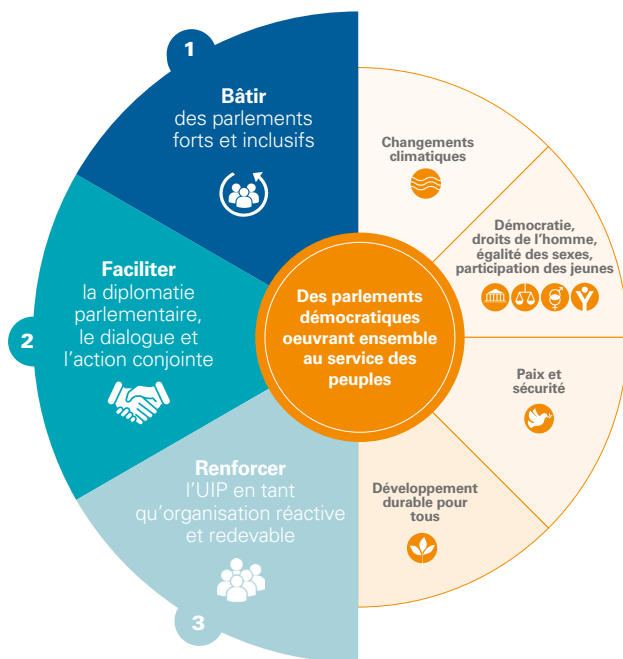 1
Bâtir
des parlements
forts et inclusifs
2
Faciliter
la diplomatie
parlementaire,
le dialogue et
l'action conjointe
3
Renforcer
l'UIP en tant
qu'organisation réactive
et redevable
Des parlements
démocratiques
oeuvrant ensemble
au service des
peuples
Changements
climatiques
Démocratie,
droits de l'homme,
égalité des sexes,
participation des jeunes
Paix et
sécurité
Développement
durable pour
tous